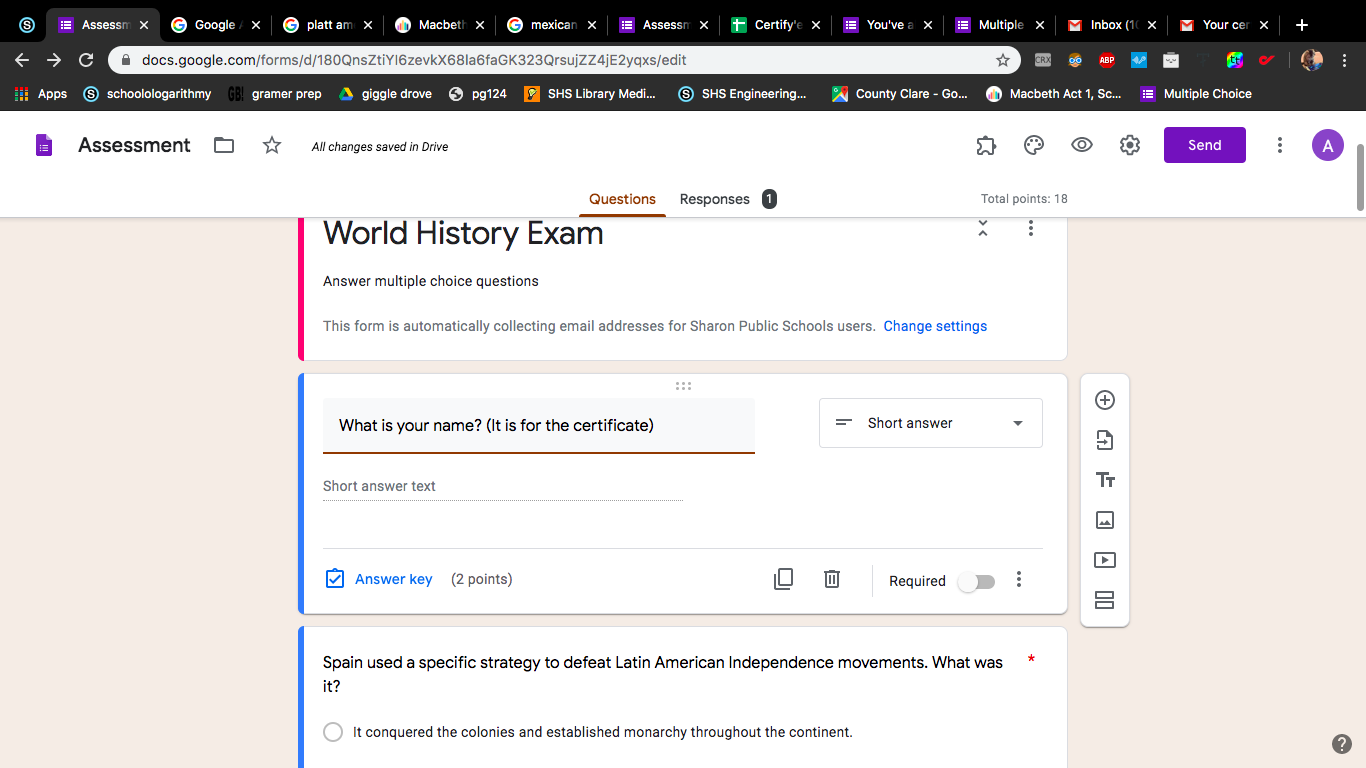 Assessm
Google
platt am
Macbeth
mexican
Assessm
Certify'e
You've a
Multiple
Inbox (1
Your cer
docs.google.com/forms/d/180QnsZtiYI6zevkX68la6faGK323QrsujZZ4jE2yqxs/edit
CRX
ABP
Apps
schoolologarithmy
GB!
gramer prep
giggle drove
pg124
SHS Library Medi...
SHS Engineering...
County Clare - Go...
Macbeth Act 1, Sc...
Multiple Choice
Assessment
All changes saved in Drive
Send
A
Questions
Responses
1
Total points: 18
World History Exam
Answer multiple choice questions
This form is automatically collecting email addresses for Sharon Public Schools users. Change settings
What is your name? (It is for the certificate)
Short answer
Short answer text
Answer key
(2 points)
Required
Spain used a specific strategy to defeat Latin American Independence movements. What was *
it?
It conquered the colonies and established monarchy throughout the continent.